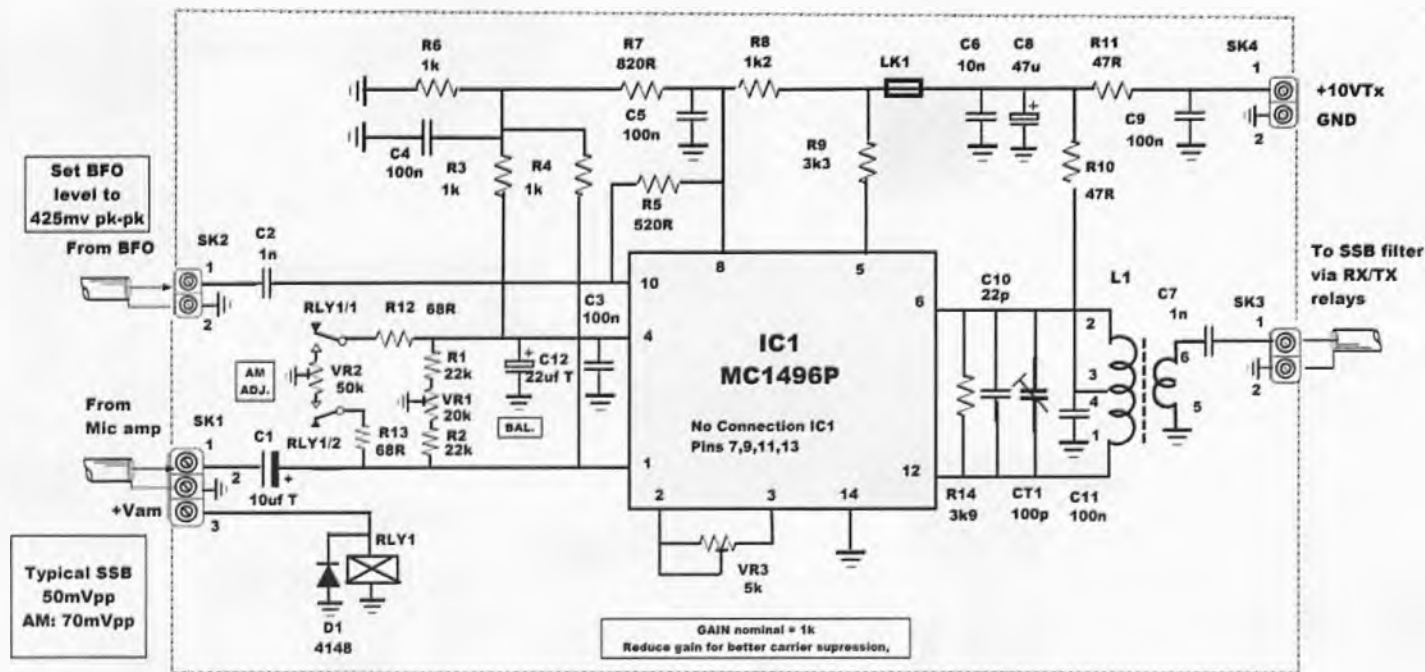 R6
1k
R7
820R
R8
1k2
LK1
C6
10n
C8
47u
+
R11
47R
SK4
1
+10VTx
GND
2
C5
100n
C9
100n
C4
100n
R3
1k
R4
1k
R9
3k3
R10
47R
R5
520R
Set BFO
level to
425mv pk-pk
From BFO
SK2
1
2
C2
1n
10
8
5
6
4
1
12
2
3
14
IC1
MC1496P
No Connection IC1
Pins 7,9,11,13
C3
100n
RLY1/1
R12
68R
R1
22k
+
C12
22uf T
BAL.
AM
ADJ.
VR2
50k
VR1
20k
RLY1/2
R13
68R
R2
22k
C10
22p
L1
C7
1n
SK3
1
2
To SSB filter
via RX/TX
relays
2
3
4
1
6
5
From
Mic amp
SK1
1
2
3
C1
+
10uf T
+Vam
R14
3k9
CT1
100p
C11
100n
RLY1
D1
4148
VR3
5k
Typical SSB
50mVpp
AM: 70mVpp
GAIN nominal = 1k
Reduce gain for better carrier supression,